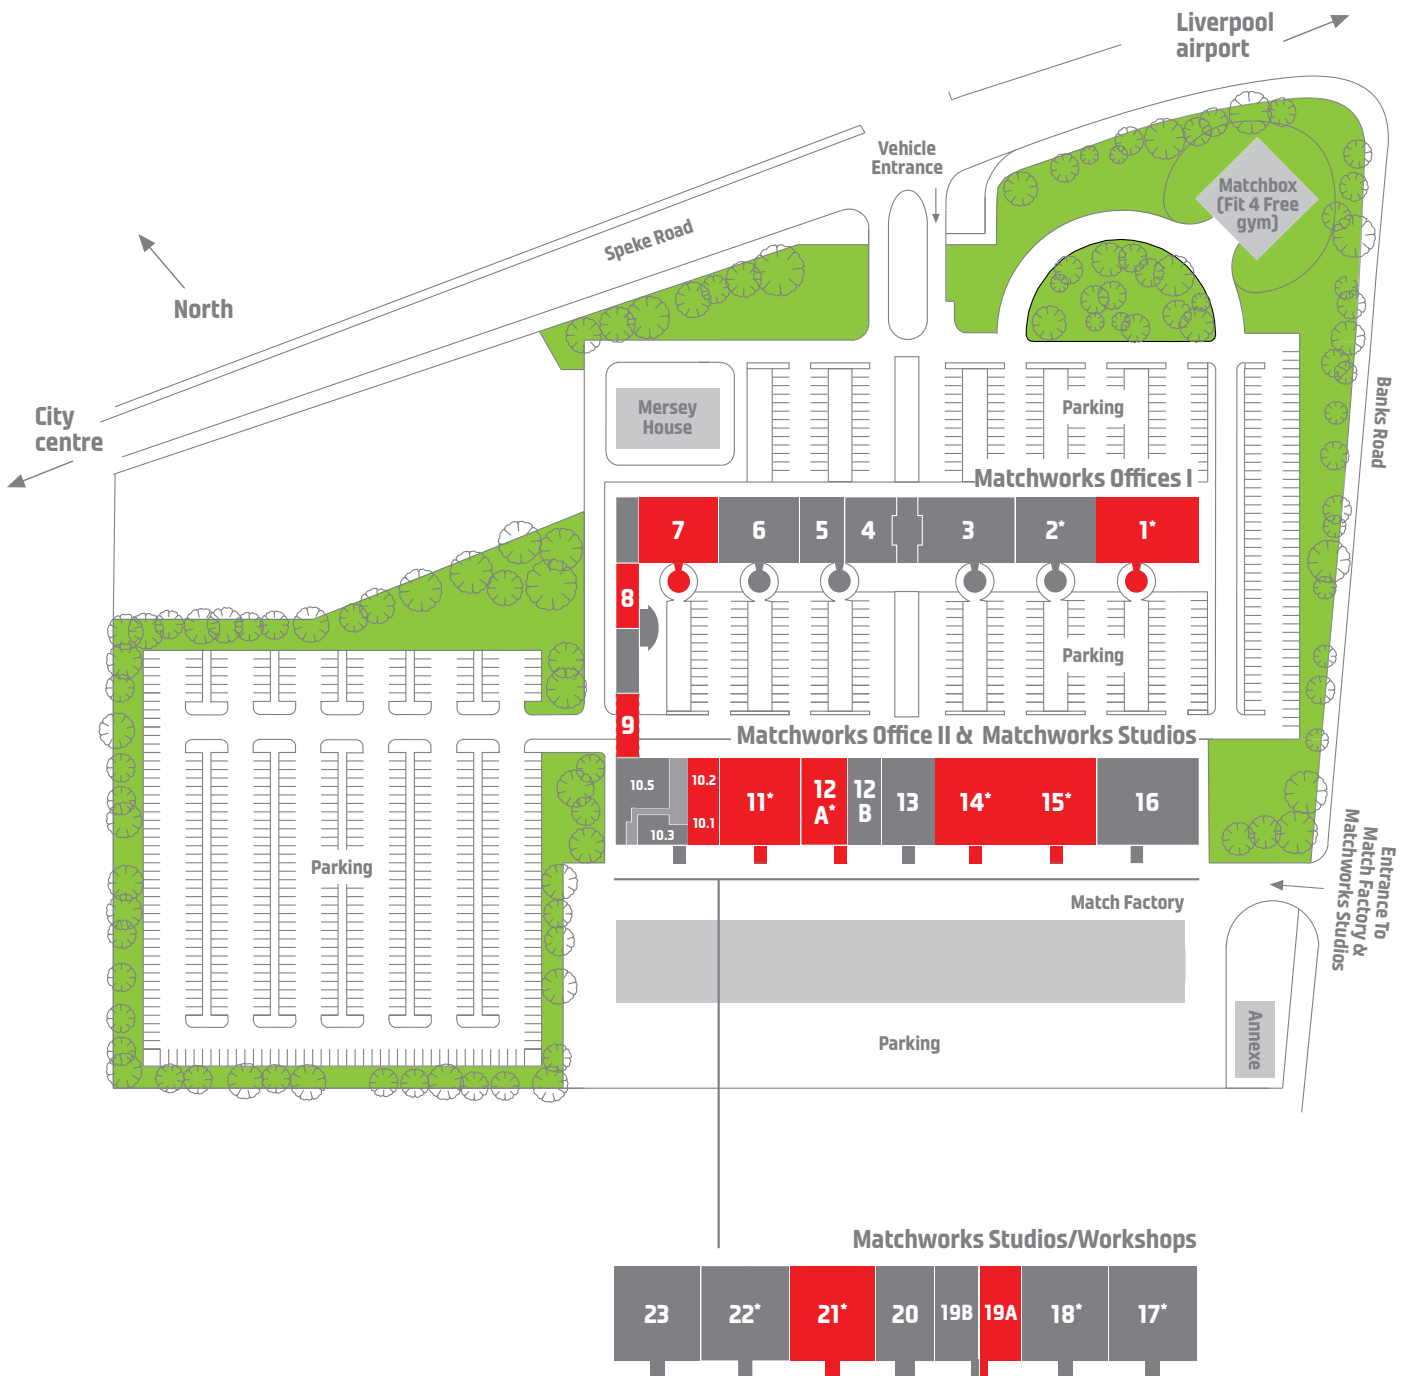 Liverpool
airport
Vehicle
Entrance
Matchbox
(Fit 4 Free
gym)
Speke Road
North
City
centre
Mersey
House
Parking
Banks Road
Matchworks Offices I
7
6
5
4
3
2*
1*
8
Parking
9
Matchworks Office II & Matchworks Studios
10.5
10.2
10.1
10.3
11*
12
A*
12
B
13
14*
15*
16
Parking
Entrance To
Match Factory &
Matchworks Studios
Match Factory
Parking
Annexe
Matchworks Studios/Workshops
23
22*
21*
20
19B
19A
18*
17*